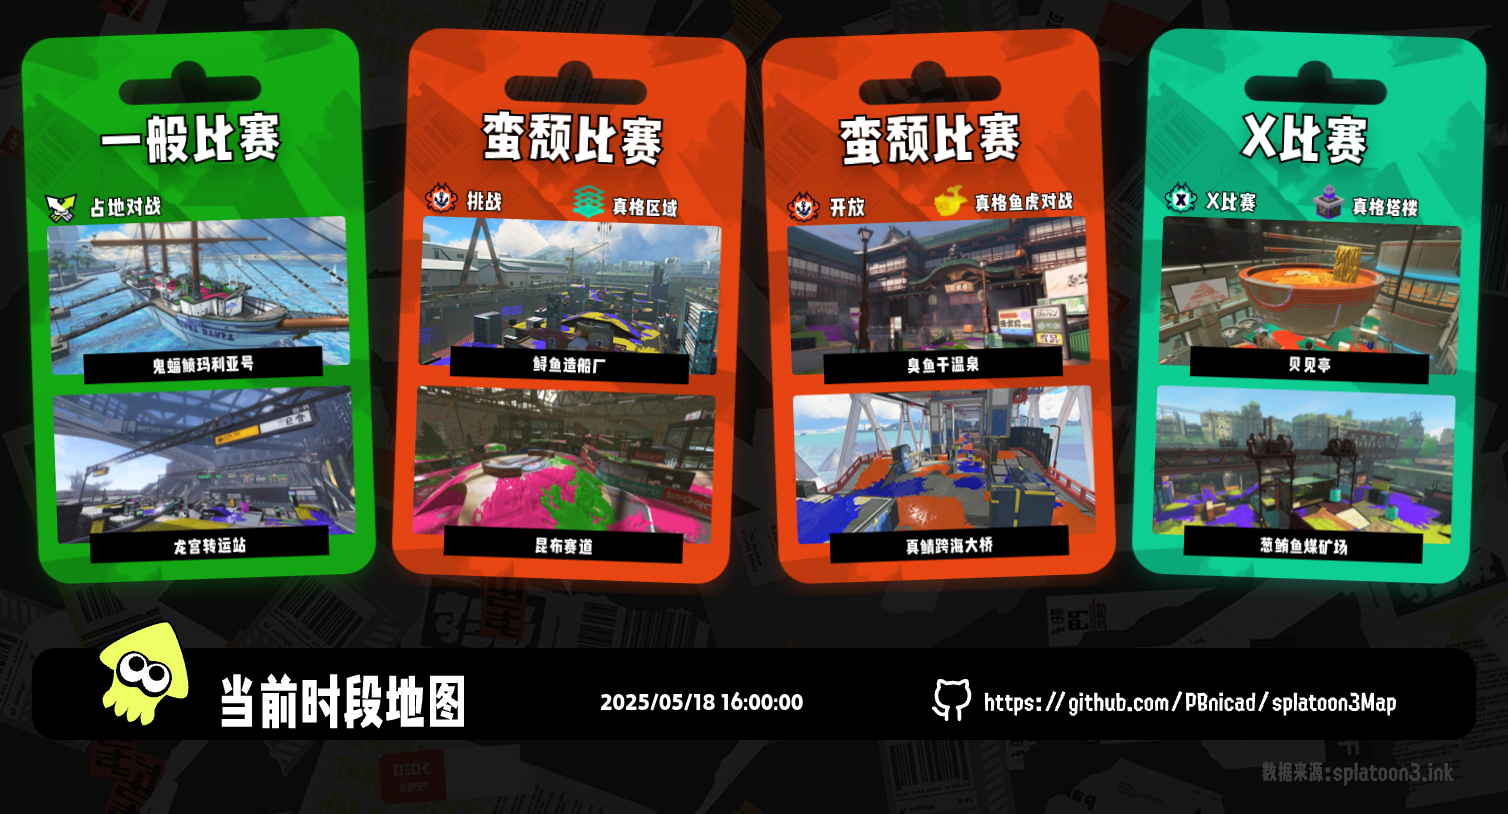 一般比赛
占地对战
鬼蝠鲼玛利亚号
龙宫转运站
蛮颓比赛
挑战
真格区域
鲟鱼造船厂
昆布赛道
蛮颓比赛
开放
真格鱼虎对战
臭鱼干温泉
真鲭跨海大桥
X比赛
X比赛
真格塔楼
贝见亭
葱鲔鱼煤矿场
当前时段地图
2025/05/18 16:00:00
https://github.com/PBnicad/splatoon3Map
数据来源:splatoon3.ink